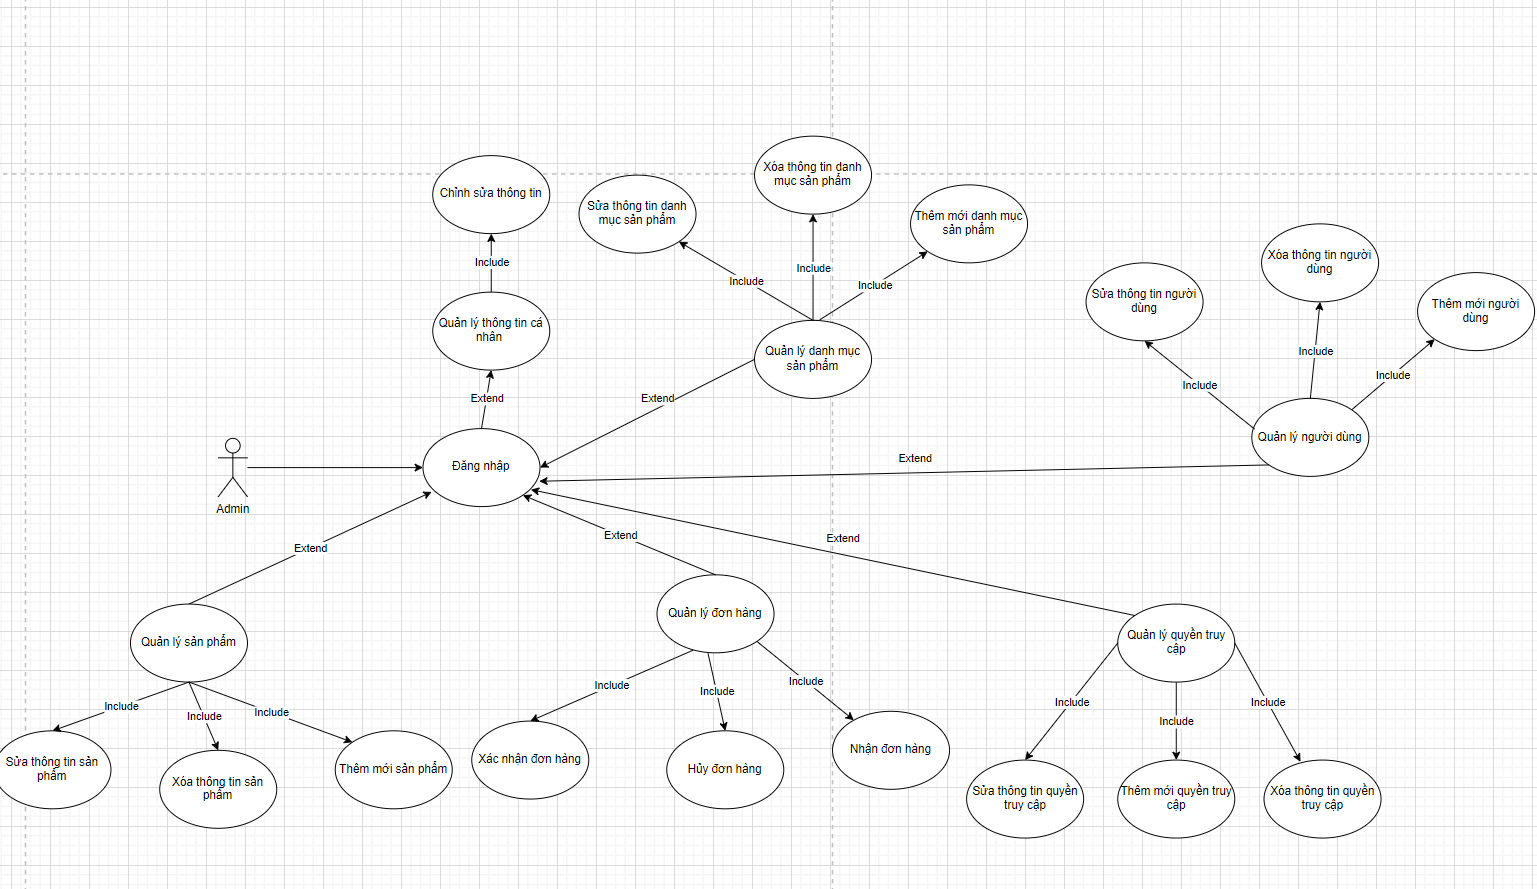 Chỉnh sửa thông tin
Sửa thông tin danh
mục sản phẩm
Xóa thông tin danh
mục sản phẩm
Thêm mới danh mục
sản phẩm
Include
Include
Include
Include
Sửa thông tin người
dùng
Xóa thông tin người
dùng
Thêm mới người
dùng
Quản lý thông tin cá
nhân
Quản lý danh mục
sản phẩm
Include
Include
Include
Extend
Extend
Quản lý người dùng
Extend
Admin
Đăng nhập
Extend
Extend
Extend
Quản lý sản phẩm
Quản lý đơn hàng
Quản lý quyền truy
cập
Include
Include
Include
Include
Include
Include
Include
Include
Include
Sửa thông tin sản
phẩm
Xóa thông tin sản
phẩm
Thêm mới sản phẩm
Xác nhận đơn hàng
Hủy đơn hàng
Nhận đơn hàng
Sửa thông tin quyền
truy cập
Thêm mới quyền truy
cập
Xóa thông tin quyền
truy cập